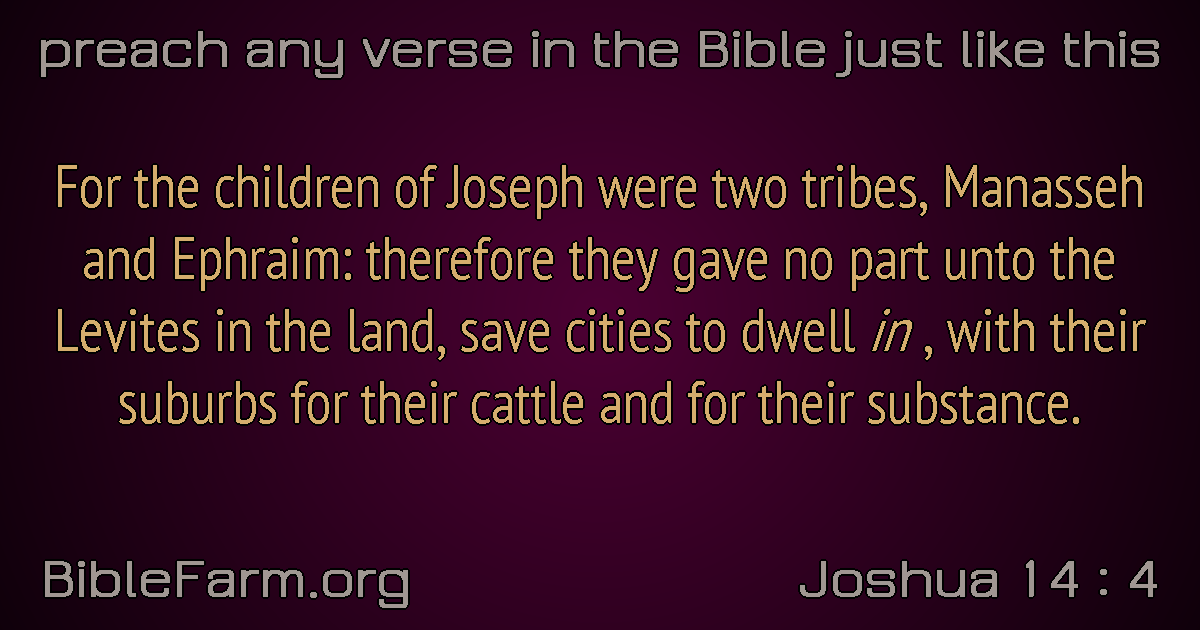 preach any verse in the Bible just like this
For the children of Joseph were two tribes, Manasseh
and Ephraim: therefore they gave no part unto the
Levites in the land, save cities to dwell in , with their
suburbs for their cattle and for their substance.
BibleFarm.org
Joshua 14 : 4